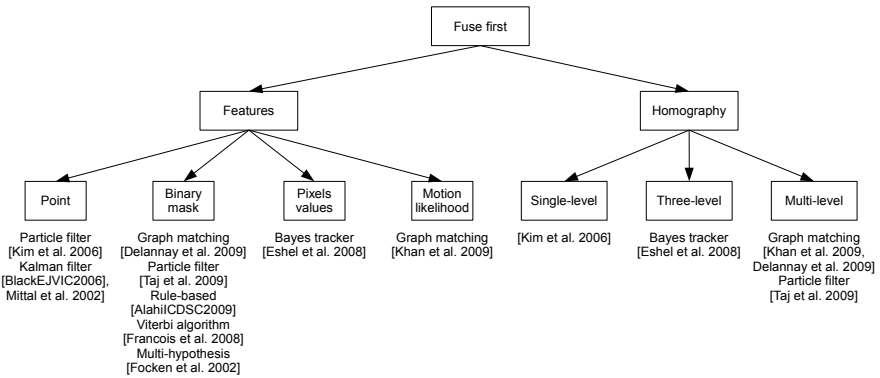 Fuse first
Features
Homography
Point
Binary
mask
Pixels
values
Motion
likelihood
Single-level
Three-level
Multi-level
Particle filter
[Kim et al. 2006]
Kalman filter
[BlackEJVIC2006],
Mittal et al. 2002]
Graph matching
[Delannay et al. 2009]
Particle filter
[Taj et al. 2009]
Rule-based
[AlahiICDSC2009]
Viterbi algorithm
[Francois et al. 2008]
Multi-hypothesis
[Focken et al. 2002]
Bayes tracker
[Eshel et al. 2008]
Graph matching
[Khan et al. 2009]
[Kim et al. 2006]
Bayes tracker
[Eshel et al. 2008]
Graph matching
[Khan et al. 2009,
Delannay et al. 2009]
Particle filter
[Taj et al. 2009]